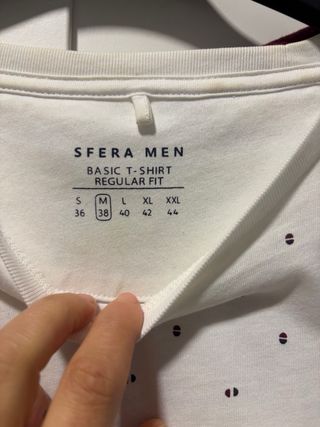 SFERA MEN
BASIC T-SHIRT
REGULAR FIT
S M L XL XXL
36 38 40 42 44